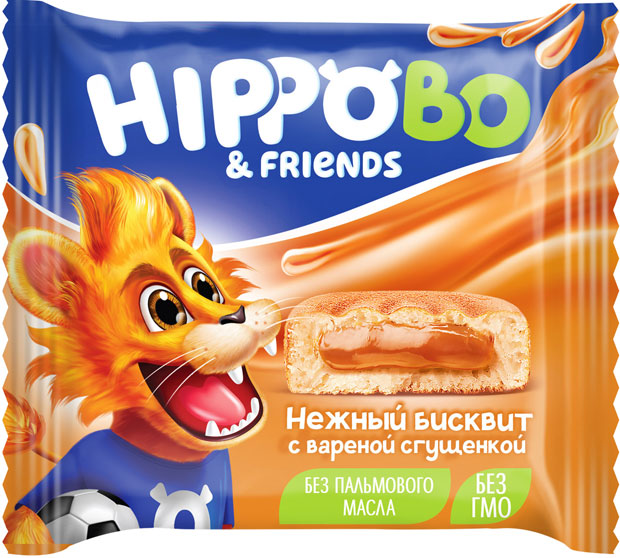 HIPPOBO
& FRIENDS
Нежный бисквит
с вареной сгущенкой
БЕЗ ПАЛЬМОВОГО
МАСЛА
БЕЗ
ГМО